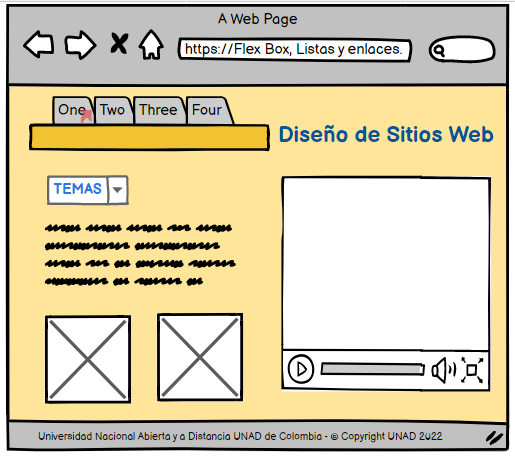 A Web Page
https://Flex Box, Listas y enlaces.
One Two Three Four
Diseño de Sitios Web
TEMAS
Universidad Nacional Abierta y a Distancia UNAD de Colombia - © Copyright UNAD 2022